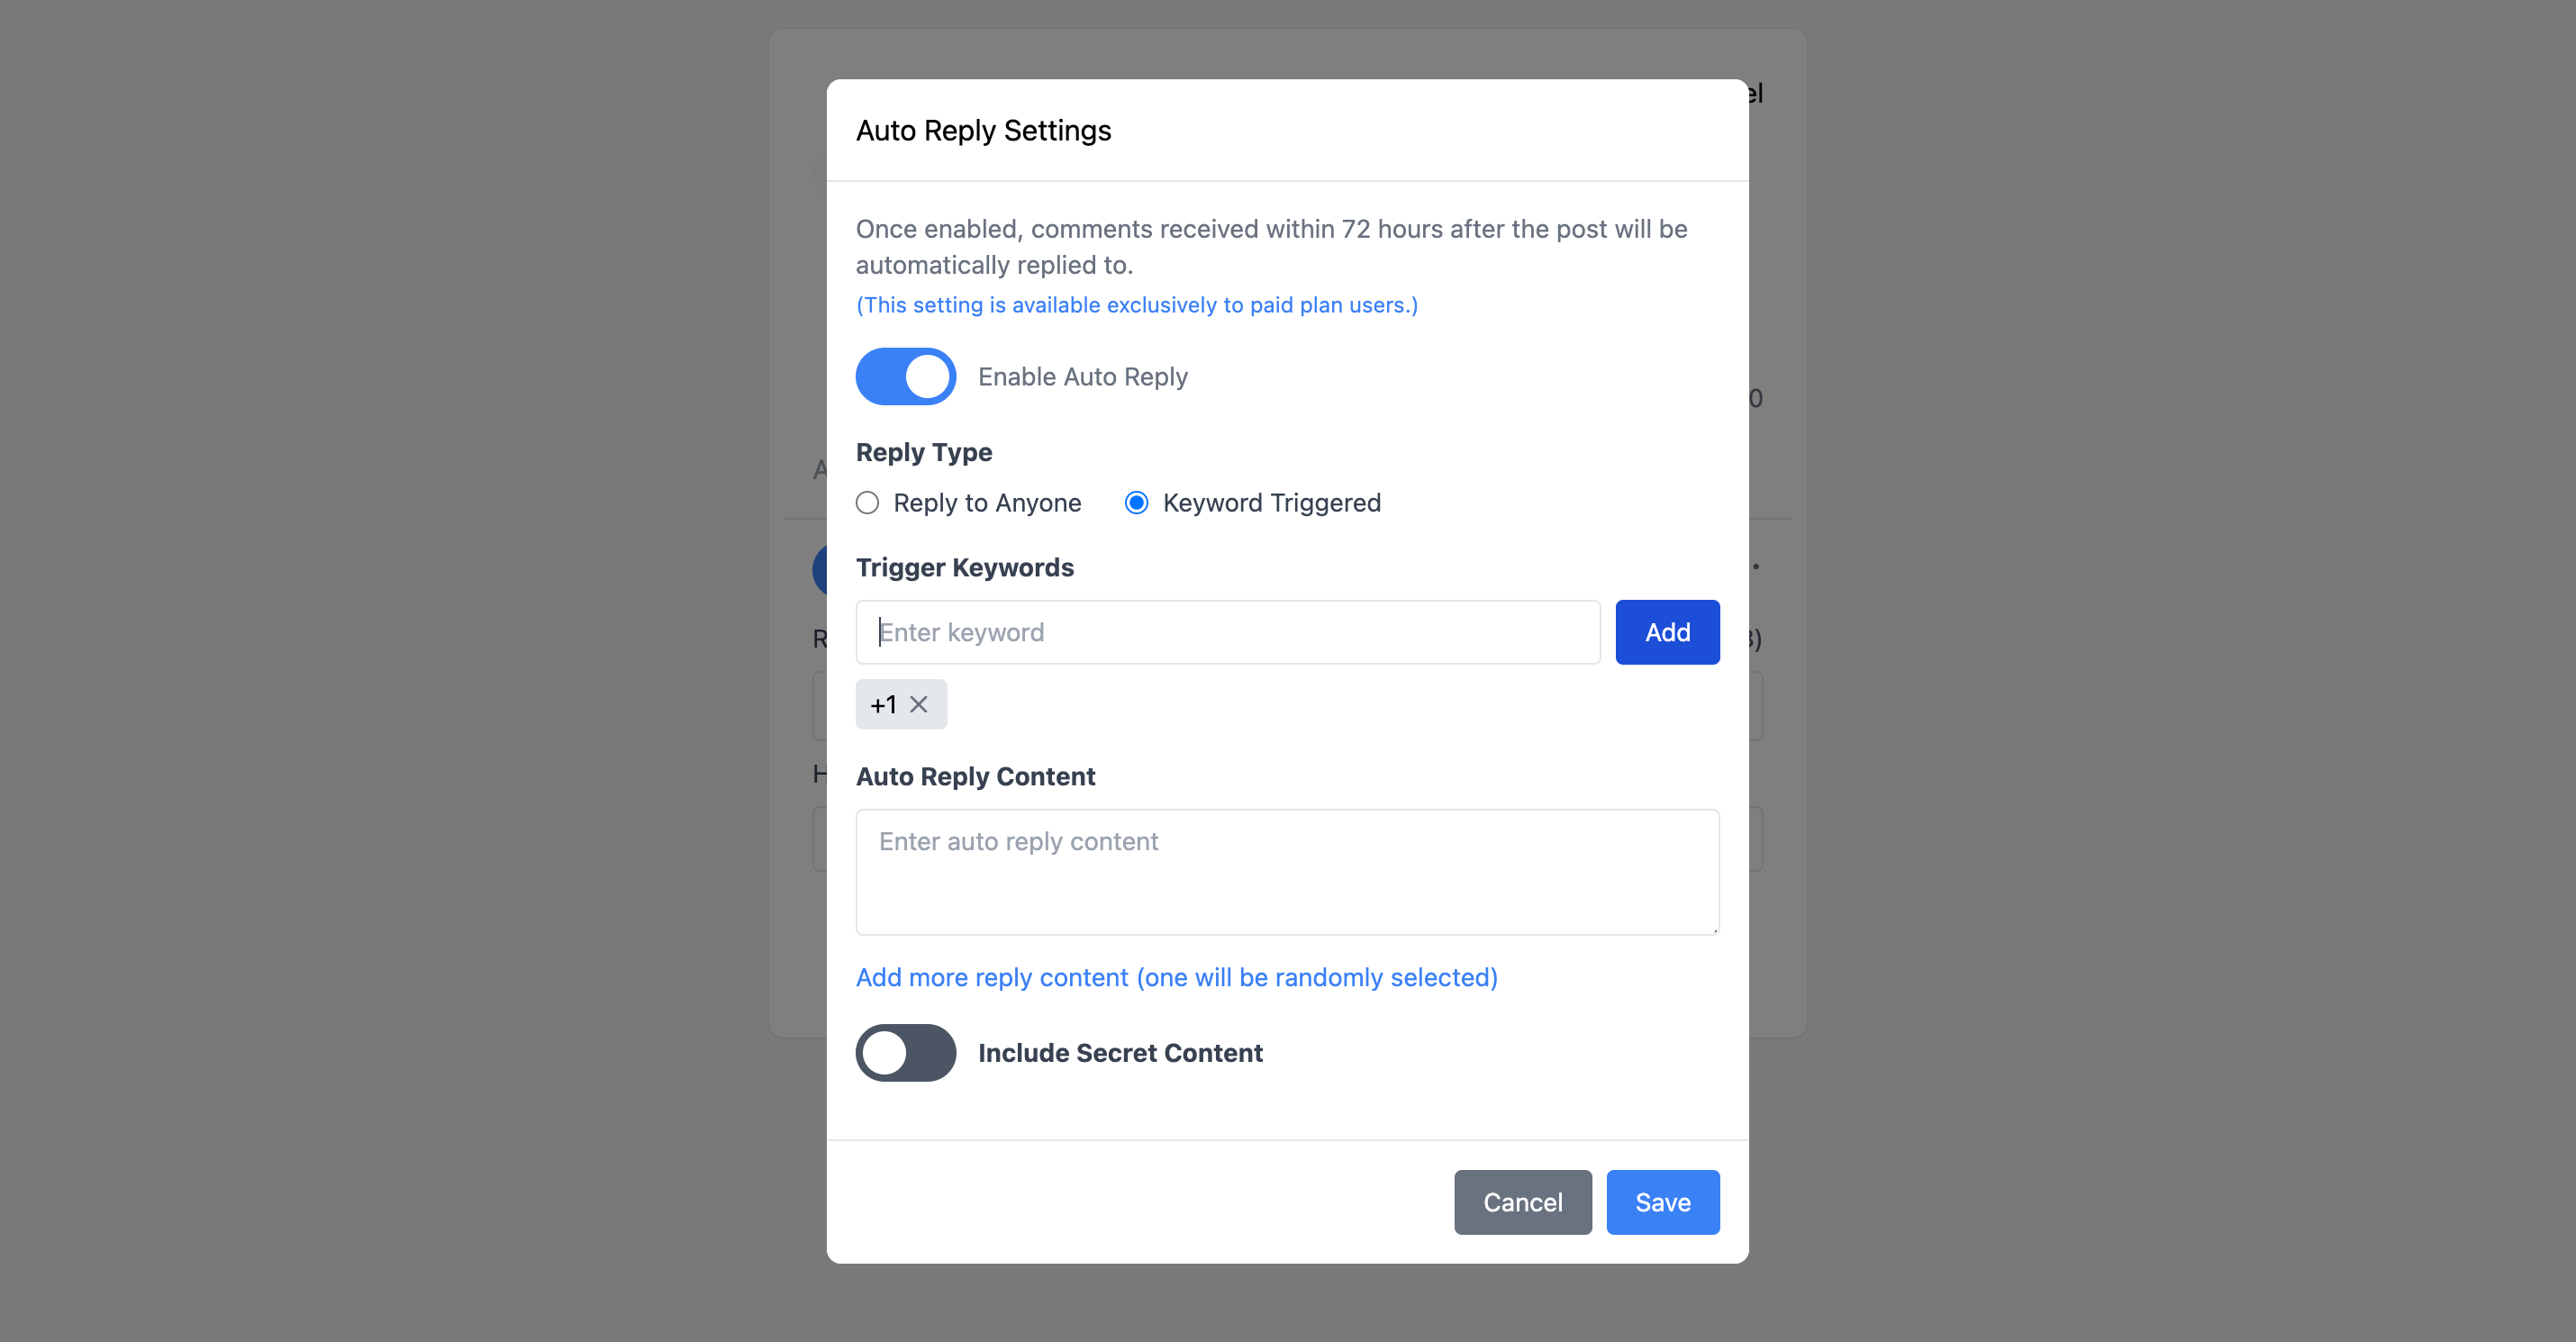 Auto Reply Settings
Once enabled, comments received within 72 hours after the post will be
automatically replied to.
(This setting is available exclusively to paid plan users.)
Enable Auto Reply
Reply Type
Reply to Anyone Keyword Triggered
Trigger Keywords
Enter keyword Add
+1
Auto Reply Content
Enter auto reply content
Add more reply content (one will be randomly selected)
Include Secret Content
Cancel Save